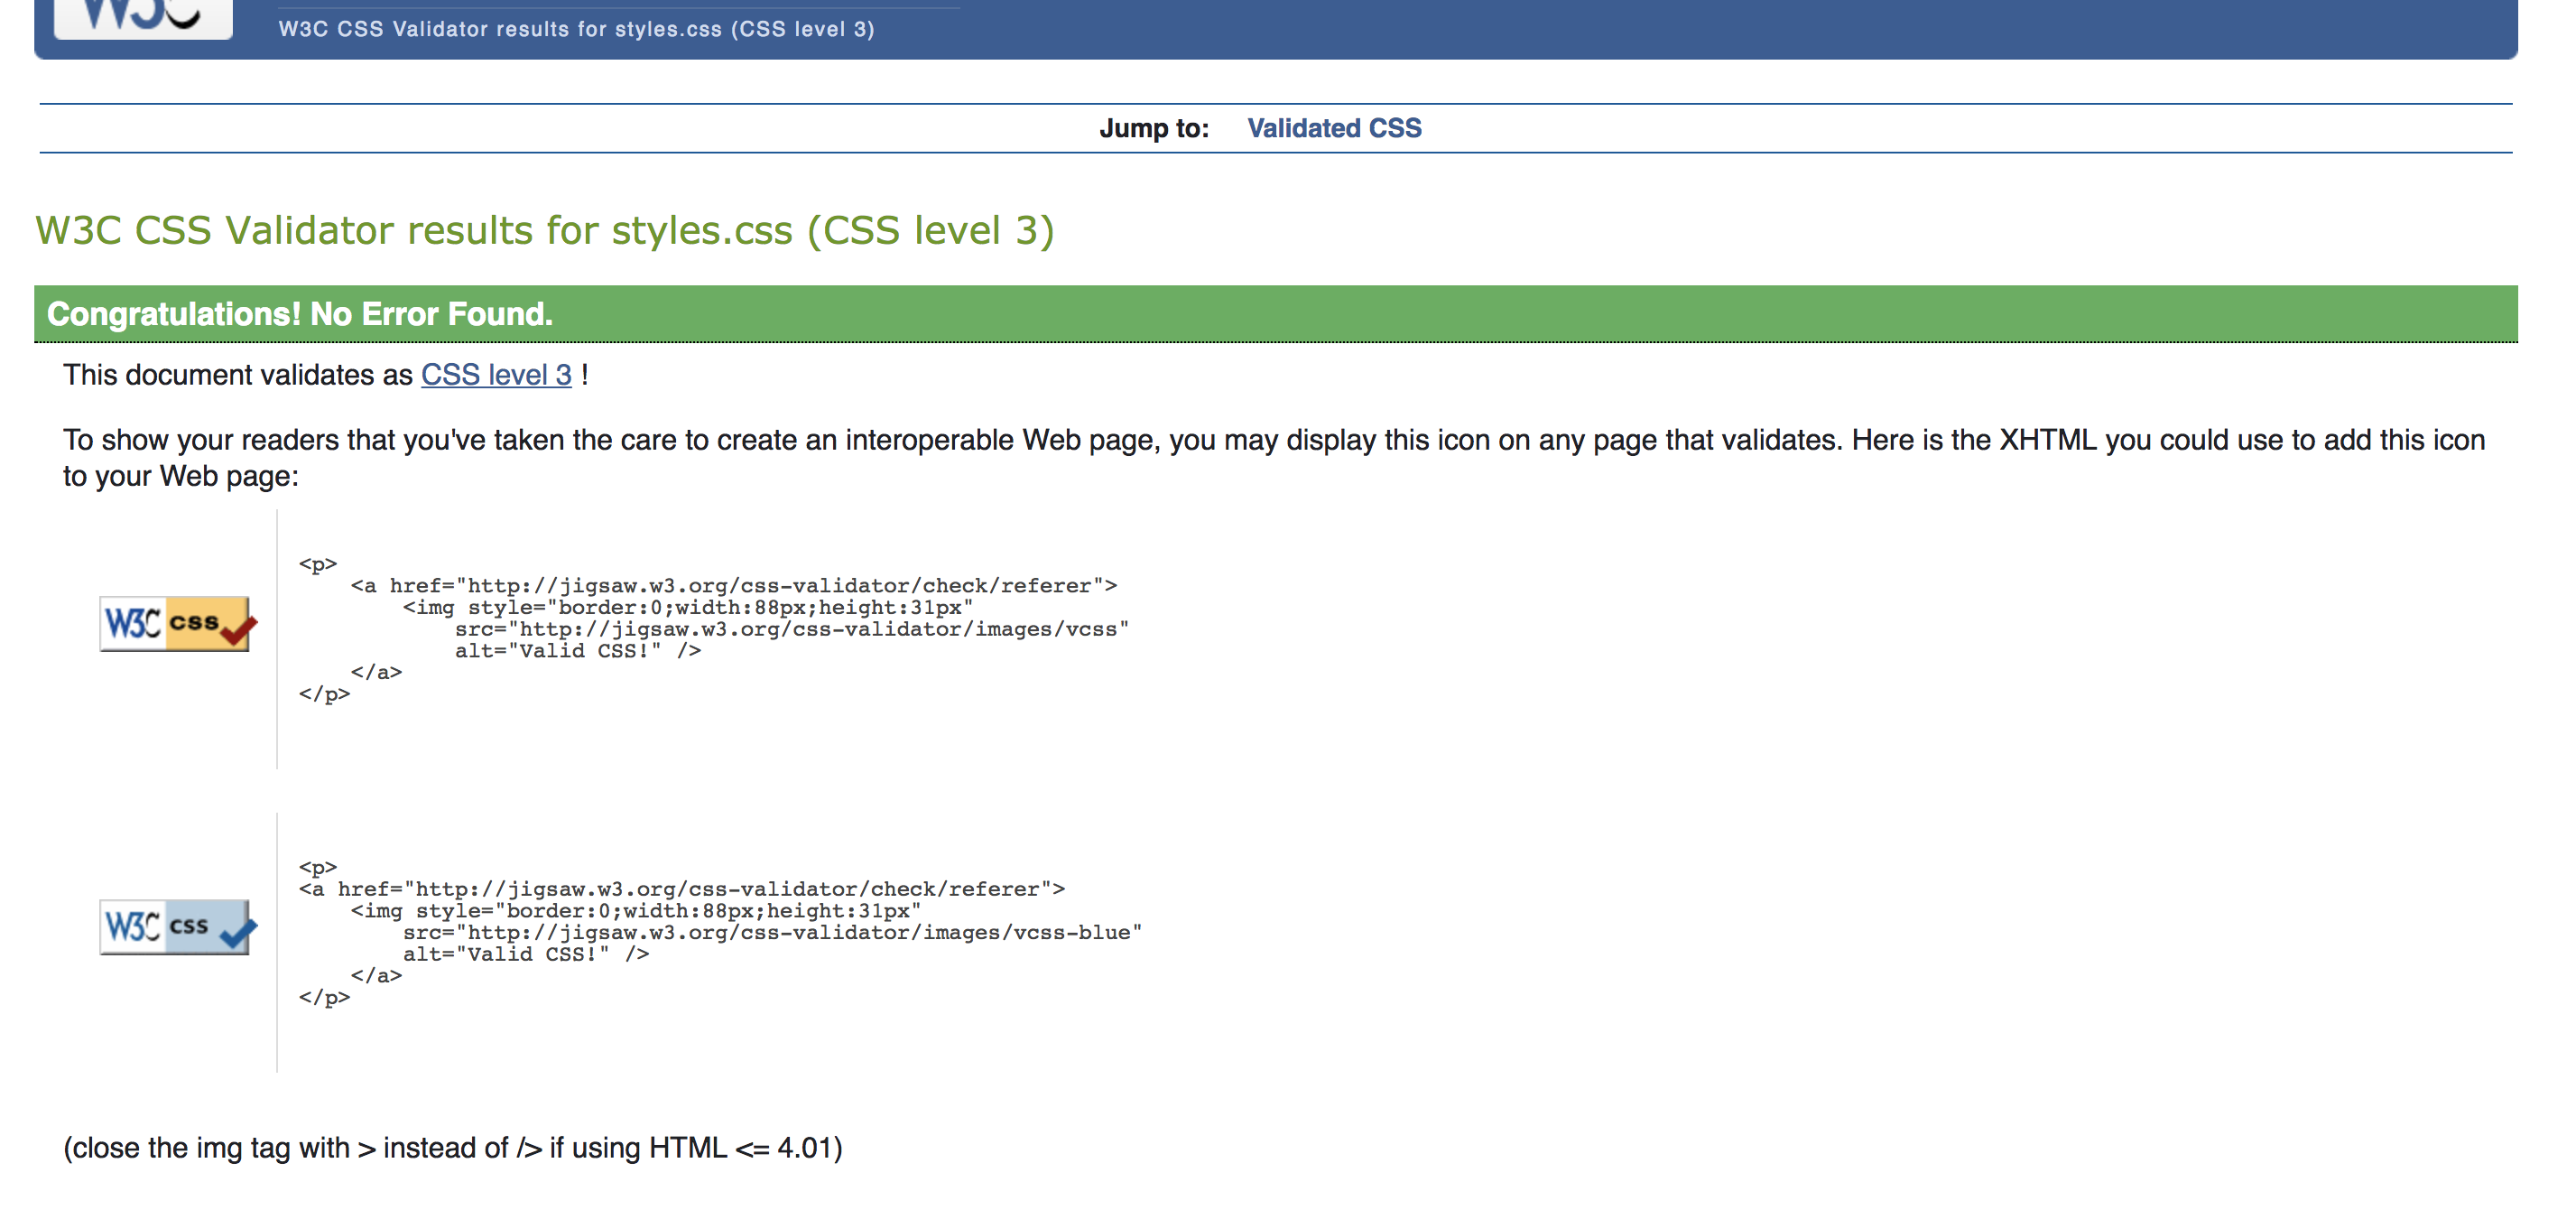 W3C
W3C CSS Validator results for styles.css (CSS level 3)
Jump to: Validated CSS
W3C CSS Validator results for styles.css (CSS level 3)
Congratulations! No Error Found.
This document validates as CSS level 3 !
To show your readers that you've taken the care to create an interoperable Web page, you may display this icon on any page that validates. Here is the XHTML you could use to add this icon
to your Web page:
W3C css
<p>
    <a href="http://jigsaw.w3.org/css-validator/check/referer">
        <img style="border:0;width:88px;height:31px"
            src="http://jigsaw.w3.org/css-validator/images/vcss"
            alt="Valid CSS!" />
    </a>
</p>
W3C css
<p>
<a href="http://jigsaw.w3.org/css-validator/check/referer">
    <img style="border:0;width:88px;height:31px"
        src="http://jigsaw.w3.org/css-validator/images/vcss-blue"
        alt="Valid CSS!" />
    </a>
</p>
(close the img tag with > instead of /> if using HTML <= 4.01)